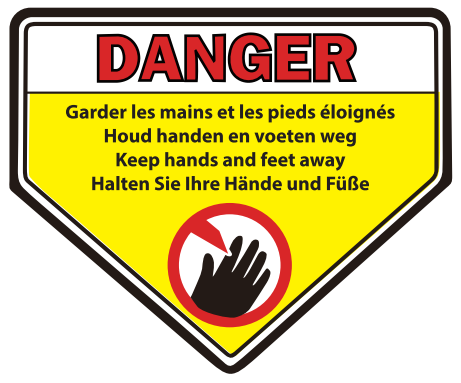 DANGER
Garder les mains et les pieds éloignés
Houd handen en voeten weg
Keep hands and feet away
Halten Sie Ihre Hände und Füße